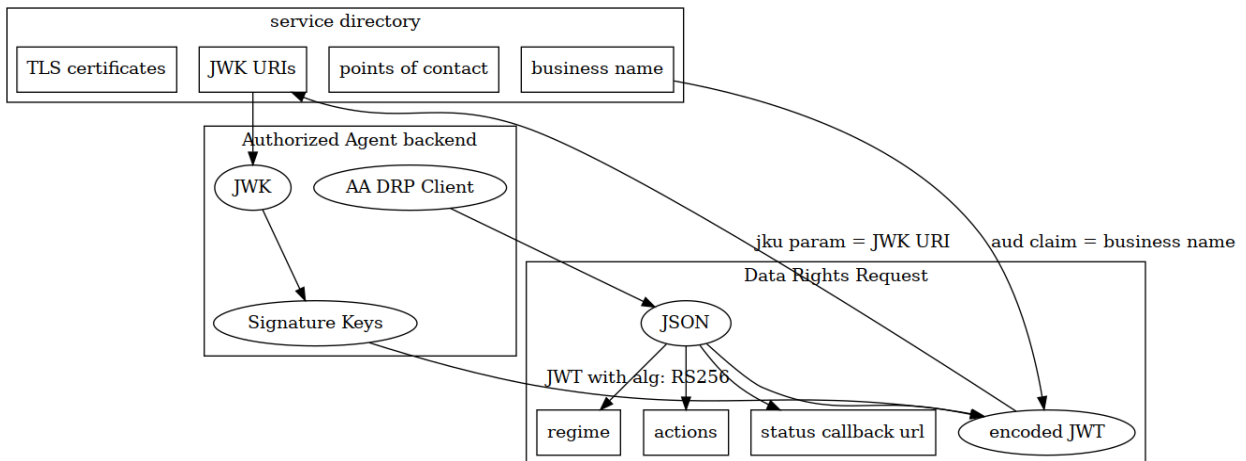 service directory
TLS certificates
JWK URIs
points of contact
business name
Authorized Agent backend
JWK
AA DRP Client
jku param = JWK URI
aud claim = business name
Data Rights Request
Signature Keys
JSON
JWT with alg: RS256
regime
actions
status callback url
encoded JWT